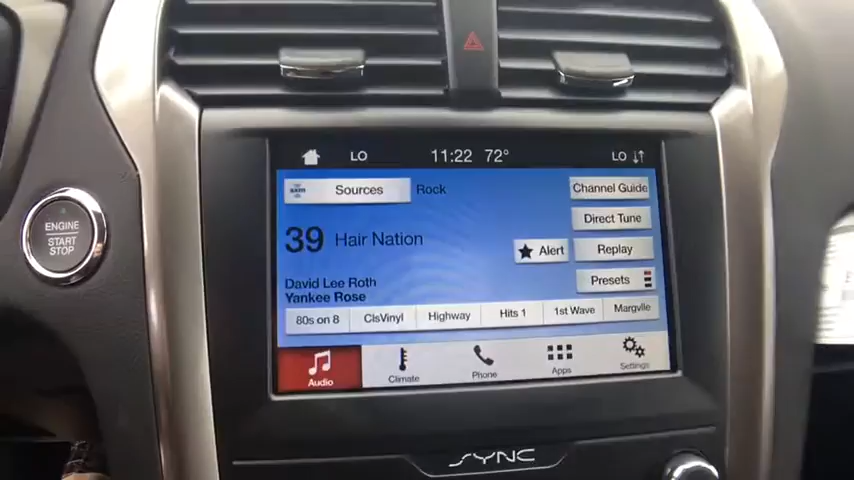 LO 11:22 72° LO
sxm Sources Rock Channel Guide
Direct Tune
39 Hair Nation
Alert Replay
Presets
David Lee Roth
Yankee Rose
80s on 8 ClsVinyl Highway Hits 1 1st Wave Margville
Audio Climate Phone Apps Settings
ENGINE
START
STOP
SYNC